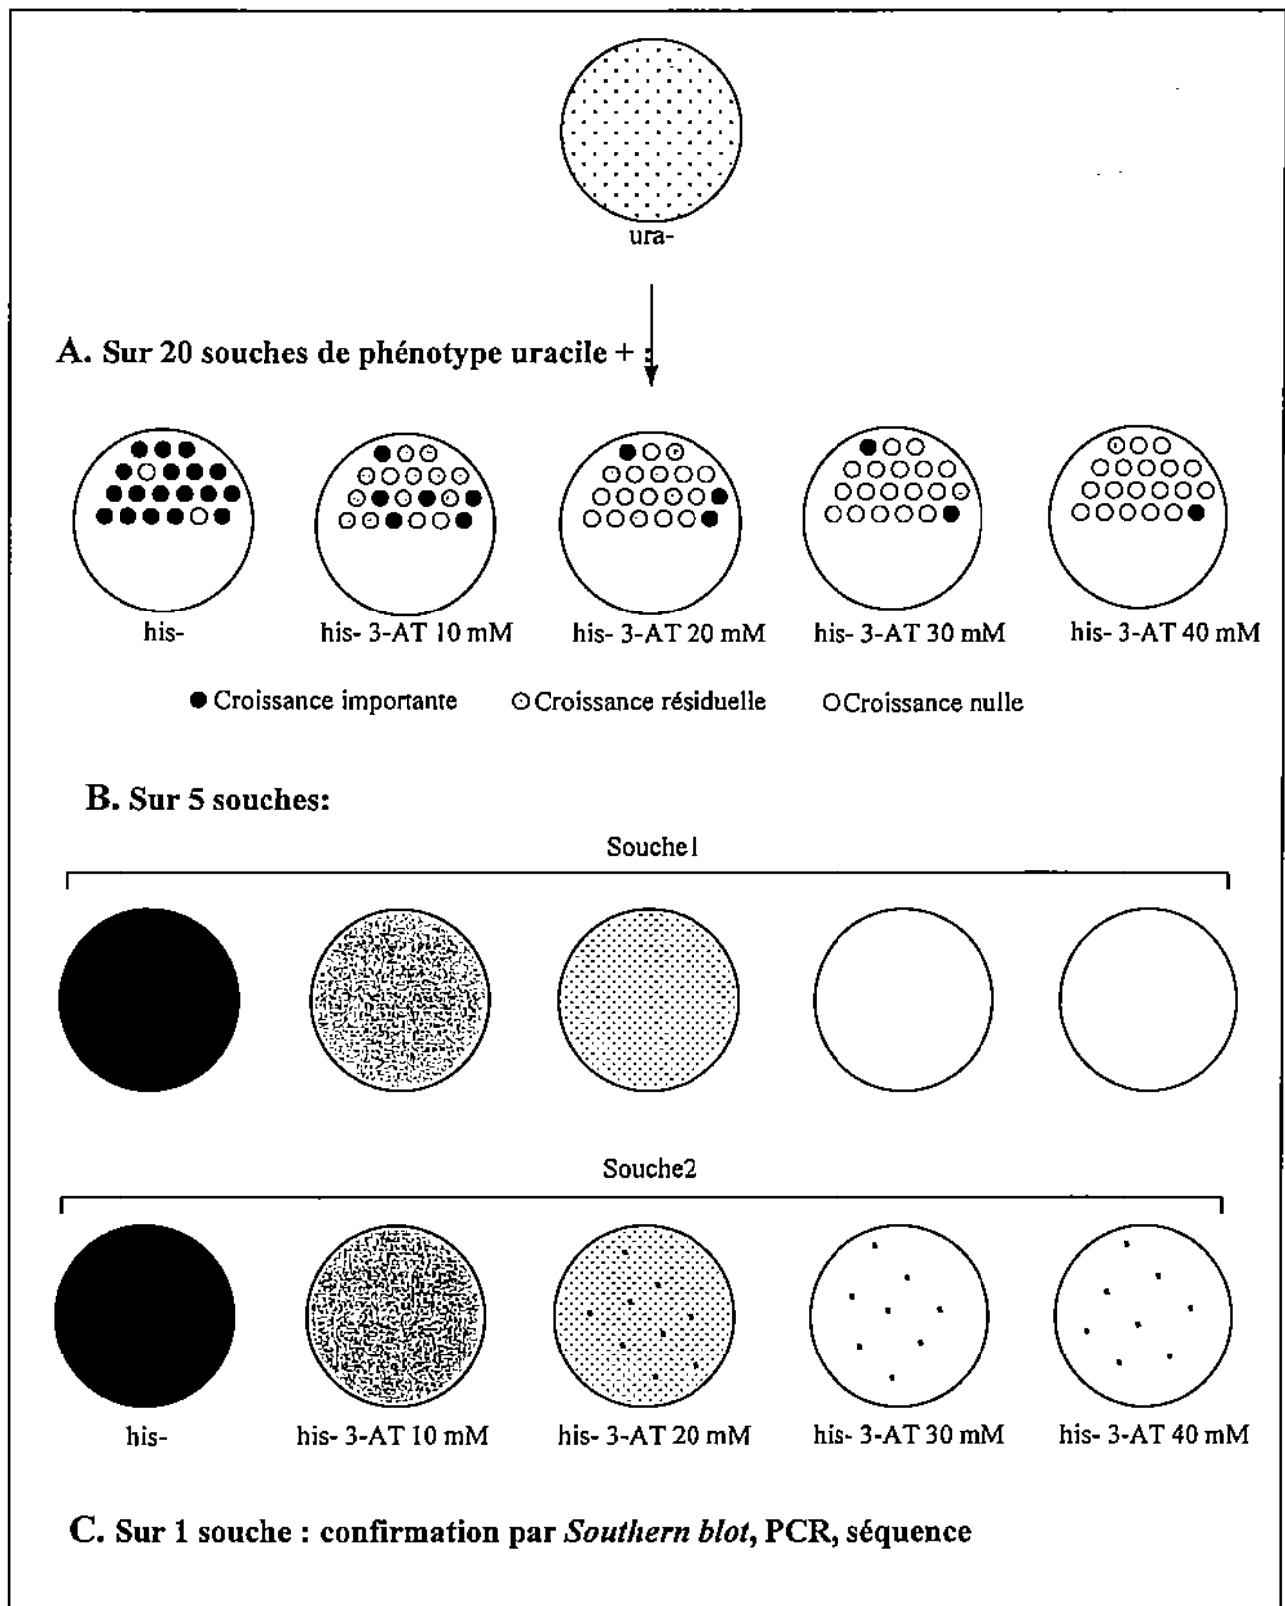 ura-
A. Sur 20 souches de phénotype uracile + :
his-
his- 3-AT 10 mM
his- 3-AT 20 mM
his- 3-AT 30 mM
his- 3-AT 40 mM
Croissance importante
Croissance résiduelle
Croissance nulle
B. Sur 5 souches:
Souche1
Souche2
his-
his- 3-AT 10 mM
his- 3-AT 20 mM
his- 3-AT 30 mM
his- 3-AT 40 mM
C. Sur 1 souche : confirmation par Southern blot, PCR, séquence